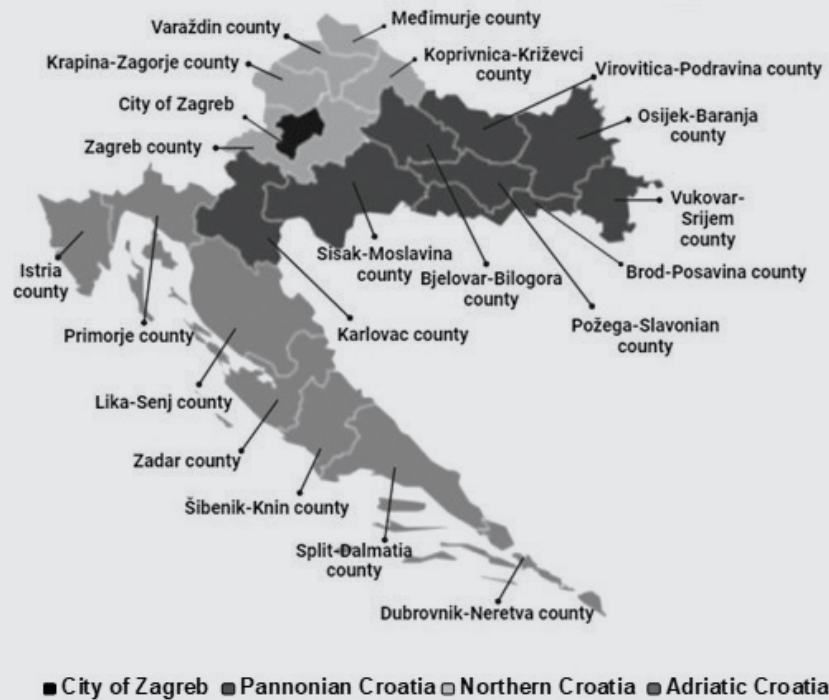 Međimurje county
Varaždin county
Koprivnica-Križevci
county
Krapina-Zagorje county
Virovitica-Podravina county
City of Zagreb
Osijek-Baranja
county
Zagreb county
Vukovar-
Srijem
county
Sisak-Moslavina
county
Istria
county
Bjelovar-Bilogora
county
Brod-Posavina county
Primorje county
Karlovac county
Požega-Slavonian
county
Lika-Senj county
Zadar county
Šibenik-Knin county
Split-Dalmatia
county
Dubrovnik-Neretva county
City of Zagreb Pannonian Croatia Northern Croatia Adriatic Croatia